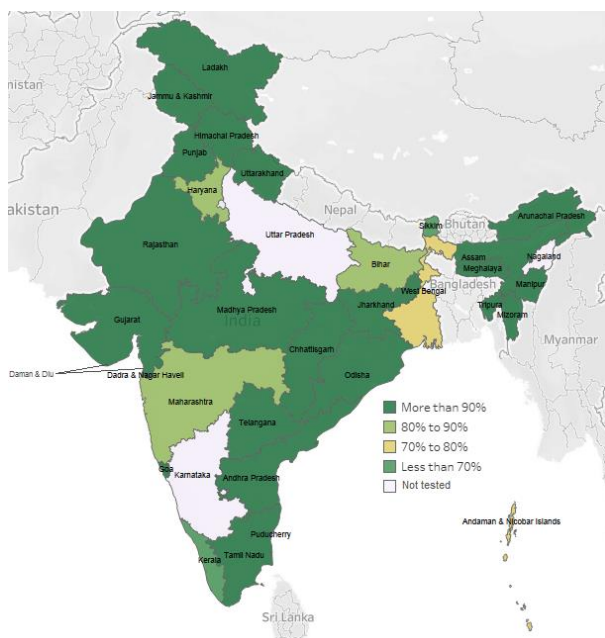 Ladakh
nistan
Jammu & Kashmir
Himachal Pradesh
Punjab
Uttarakhand
Haryana
akistan
Nepal
Sikkim
Bhutan
Arunachal Pradesh
Rajasthan
Uttar Pradesh
Bihar
Assam
Nagaland
Meghalaya
Manipur
Bangladesh
West Bengal
Jharkhand
Tripura
Mizoram
Gujarat
Madhya Pradesh
India
Myanmar
Chhattisgarh
Daman & Diu
Dadra & Nagar Haveli
Odisha
Maharashtra
More than 90%
80% to 90%
70% to 80%
Less than 70%
Not tested
Telangana
Goa
Karnataka
Andhra Pradesh
Andaman & Nicobar Islands
Puducherry
Kerala
Tamil Nadu
Sri Lanka